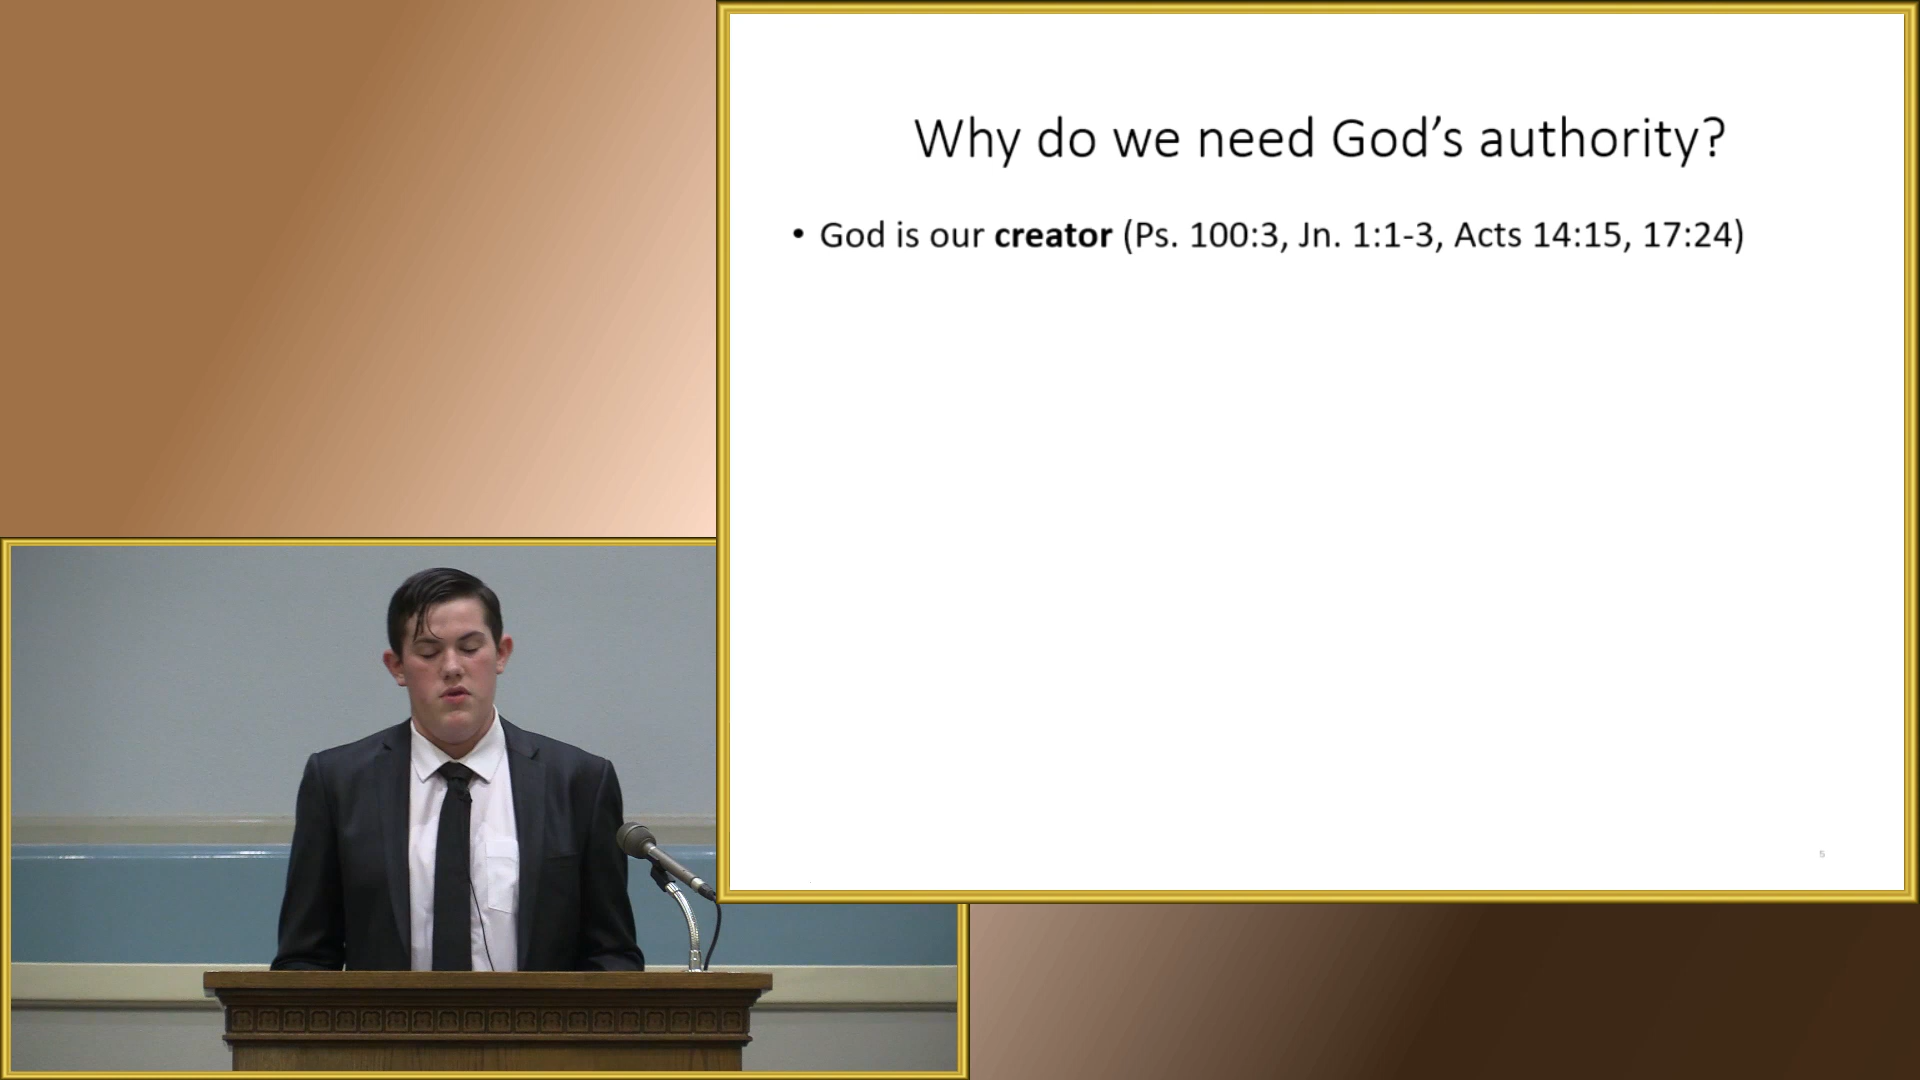 Why do we need God’s authority?
• God is our creator (Ps. 100:3, Jn. 1:1-3, Acts 14:15, 17:24)
5